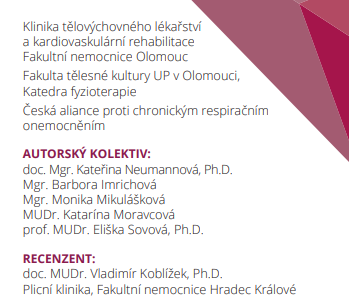 Klinika tělovýchovného lékařství
a kardiovaskulární rehabilitace
Fakultní nemocnice Olomouc
Fakulta tělesné kultury UP v Olomouci,
Katedra fyzioterapie
Česká aliance proti chronickým respiračním
onemocněním
AUTORSKÝ KOLEKTIV:
doc. Mgr. Kateřina Neumannová, Ph.D.
Mgr. Barbora Imrichová
Mgr. Monika Mikulášková
MUDr. Katarína Moravcová
prof. MUDr. Eliška Sovová, Ph.D.
RECENZENT:
doc. MUDr. Vladimír Koblížek, Ph.D.
Plicní klinika, Fakultní nemocnice Hradec Králové